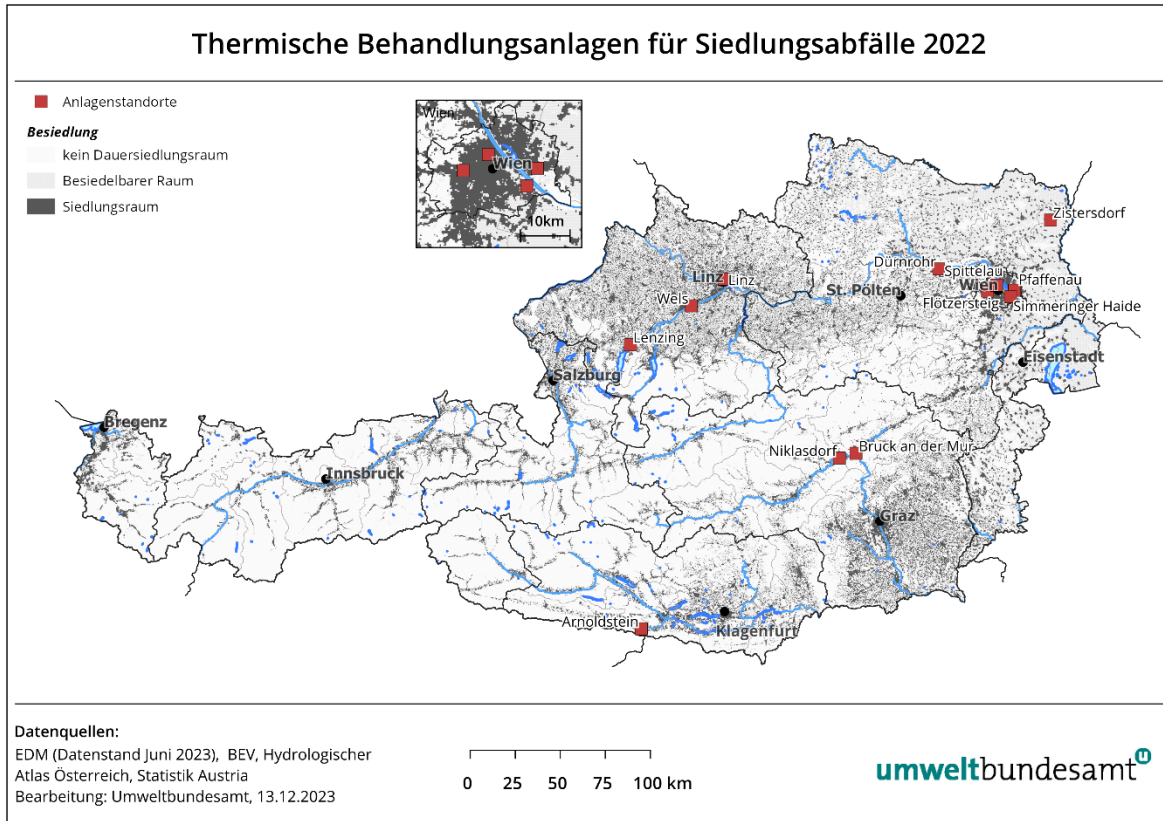 Thermische Behandlungsanlagen für Siedlungsabfälle 2022
Anlagenstandorte
Besiedlung
kein Dauersiedlungsraum
Besiedelbarer Raum
Siedlungsraum
Wien
Wien
10km
Zistersdorf
Dürnrohr
Spittelau
Pfaffenau
Wien
Linz
Linz
St. Pölten
Flötzersteig
Simmeringer Haide
Wels
Lenzing
Eisenstadt
Salzburg
Bregenz
Innsbruck
Niklasdorf
Bruck an der Mur
Graz
Arnoldstein
Klagenfurt
Datenquellen:
EDM (Datenstand Juni 2023), BEV, Hydrologischer
Atlas Österreich, Statistik Austria
Bearbeitung: Umweltbundesamt, 13.12.2023
0 25 50 75 100 km
umweltbundesamt u